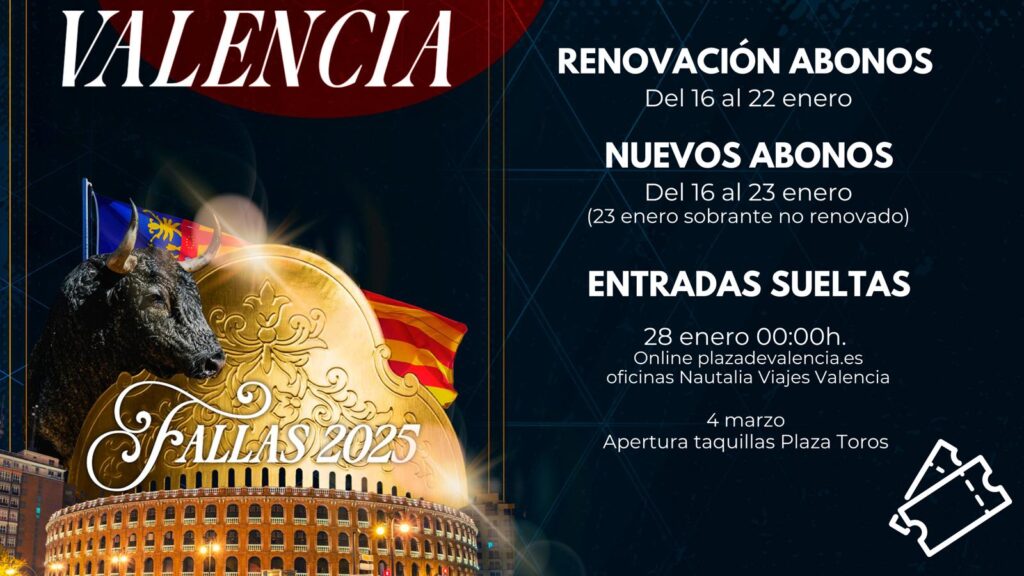 VALENCIA
FALLAS 2025
RENOVACIÓN ABONOS
Del 16 al 22 enero
NUEVOS ABONOS
Del 16 al 23 enero
(23 enero sobrante no renovado)
ENTRADAS SUELTAS
28 enero 00:00h.
Online plazadevalencia.es
oficinas Nautalia Viajes Valencia
4 marzo
Apertura taquillas Plaza Toros